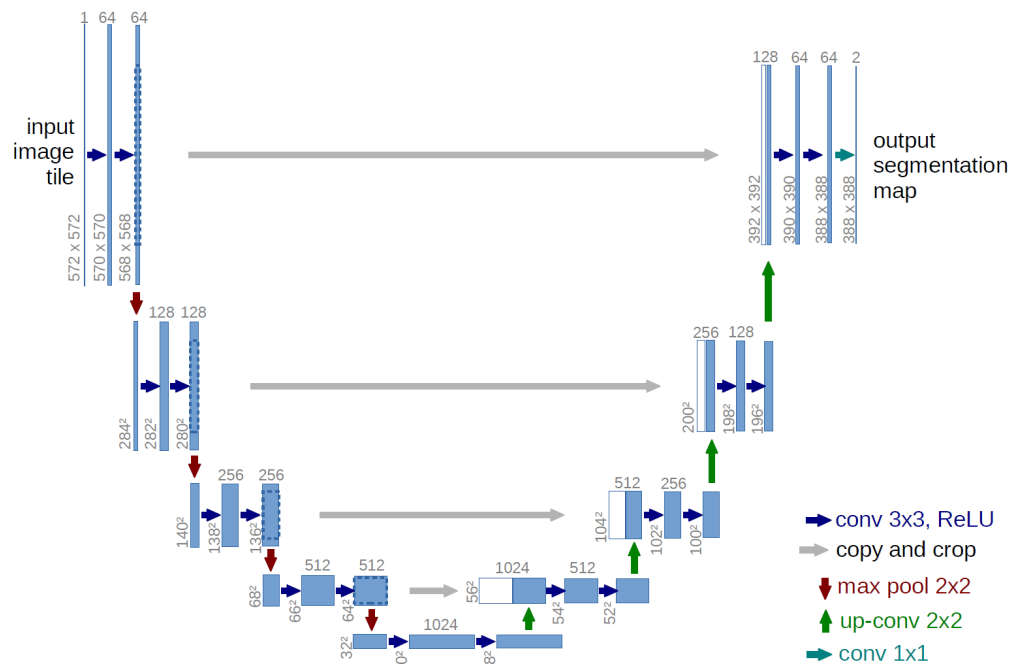 1 64 64
128 64 64 2
input
image
tile
output
segmentation
map
572 x 572
570 x 570
568 x 568
392 x 392
390 x 390
388 x 388
388 x 388
128 128
256 128
284²
282²
280²
200²
198²
196²
256 256
512 256
140²
138²
136²
104²
102²
100²
conv 3x3, ReLU
copy and crop
512 512
1024 512
68²
66²
64²
56²
54²
52²
max pool 2x2
up-conv 2x2
1024
32²
0²
8²
conv 1x1